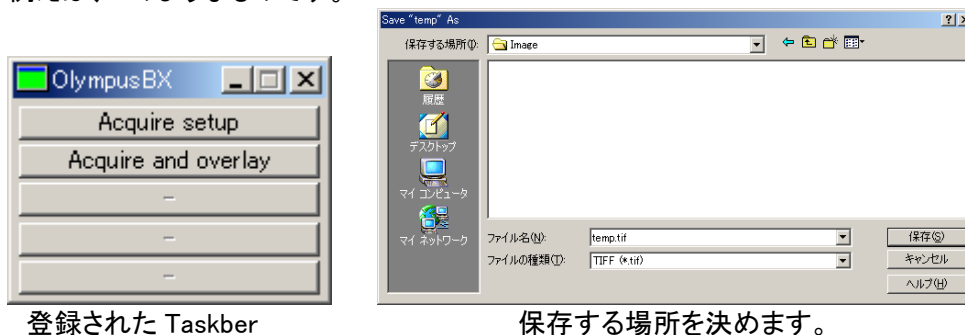 Save "temp" As
保存する場所(I):
Image
OlympusBX
Acquire setup
Acquire and overlay
-
-
-
履歴
デスクトップ
マイ コンピュータ
マイ ネットワーク
ファイル名(N):
temp.tif
保存(S)
ファイルの種類(T):
TIFF (*.tif)
キャンセル
ヘルプ(H)
登録された Taskber
保存する場所を決めます。